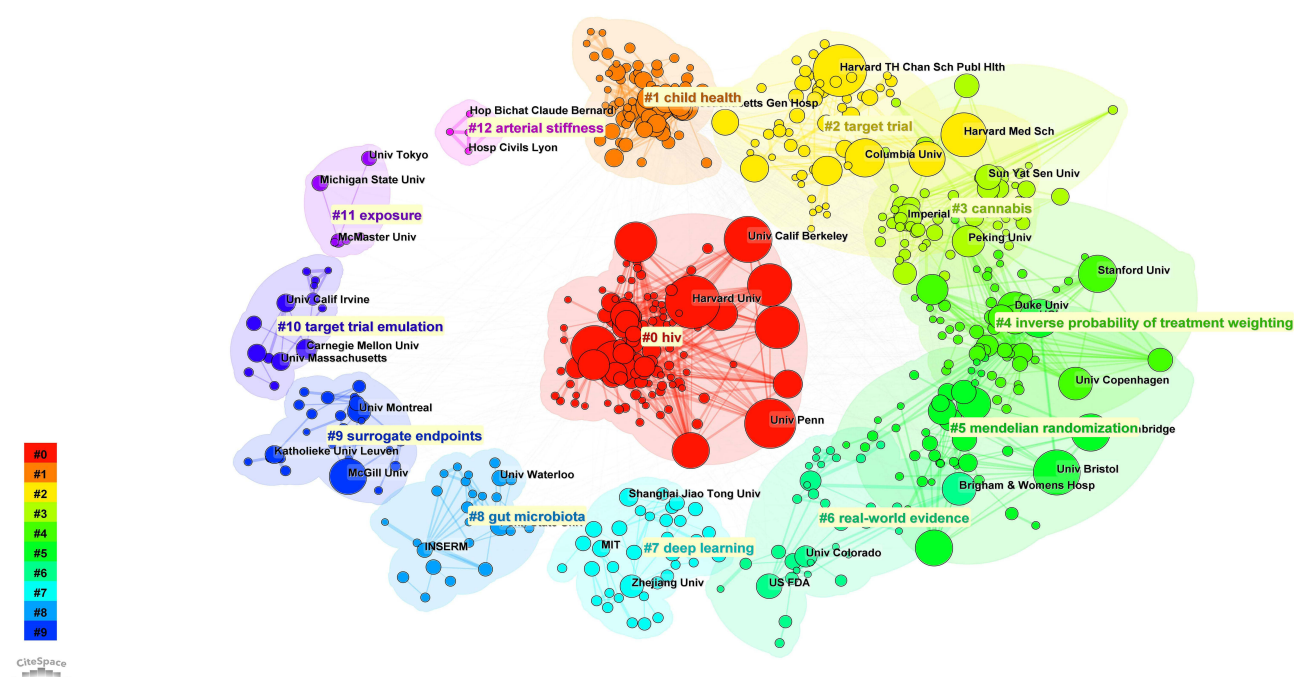 Harvard TH Chan Sch Publ Hlth
#1 child health
etts Gen Hosp
Hop Bichat Claude Bernard
#12 arterial stiffness
#2 target trial
Harvard Med Sch
Hosp Civils Lyon
Univ Tokyo
Columbia Univ
Michigan State Univ
Sun Yat Sen Univ
#11 exposure
Imperial
#3 cannabis
McMaster Univ
Univ Calif Berkeley
Peking Univ
Stanford Univ
Univ Calif Irvine
Harvard Univ
Duke Univ
#10 target trial emulation
#4 inverse probability of treatment weighting
#0 hiv
Carnegie Mellon Univ
Univ Massachusetts
Univ Copenhagen
Univ Montreal
Univ Penn
#9 surrogate endpoints
#5 mendelian randomization
bridge
Katholieke Univ Leuven
McGill Univ
Univ Waterloo
Univ Bristol
Brigham & Womens Hosp
Shanghai Jiao Tong Univ
#8 gut microbiota
#6 real-world evidence
INSERM
MIT
#7 deep learning
Univ Colorado
Zhejiang Univ
US FDA
#0
#1
#2
#3
#4
#5
#6
#7
#8
#9
CiteSpace